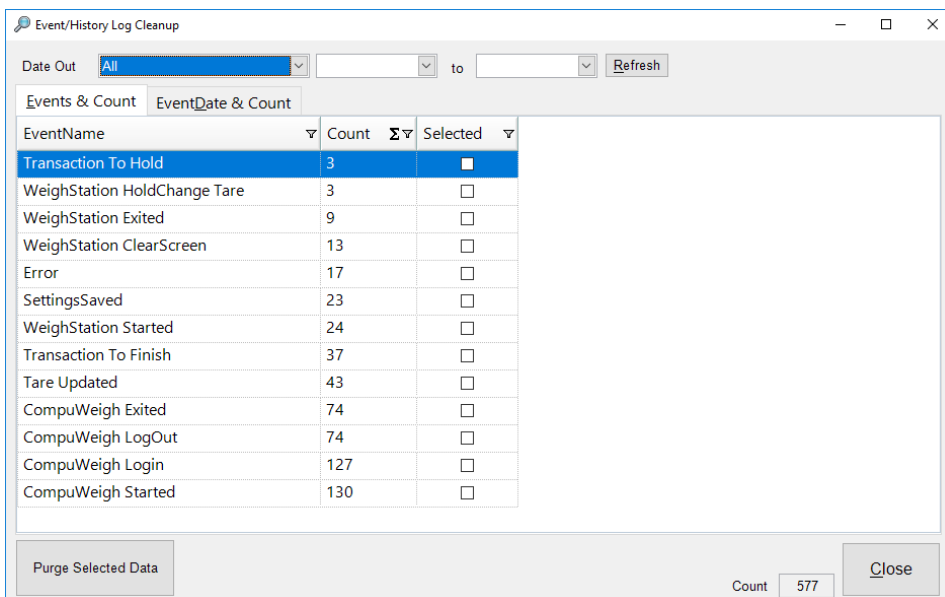 Event/History Log Cleanup
Date Out All to Refresh
Events & Count EventDate & Count
EventName Count Σ Selected
Transaction To Hold 3
WeighStation HoldChange Tare 3
WeighStation Exited 9
WeighStation ClearScreen 13
Error 17
SettingsSaved 23
WeighStation Started 24
Transaction To Finish 37
Tare Updated 43
CompuWeigh Exited 74
CompuWeigh LogOut 74
CompuWeigh Login 127
CompuWeigh Started 130
Purge Selected Data Count 577 Close